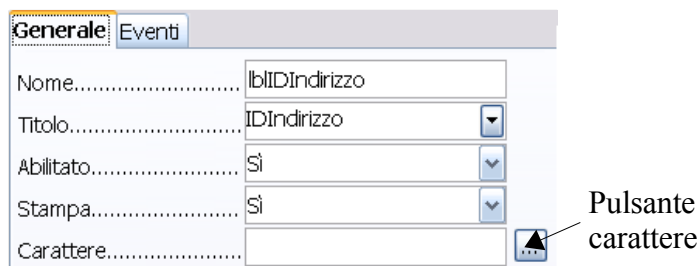 Generale Eventi
Nome........................... lblIDIndirizzo
Titolo............................ IDIndirizzo
Abilitato........................ Sì
Stampa........................ Sì
Carattere...................... ...
Pulsante
carattere